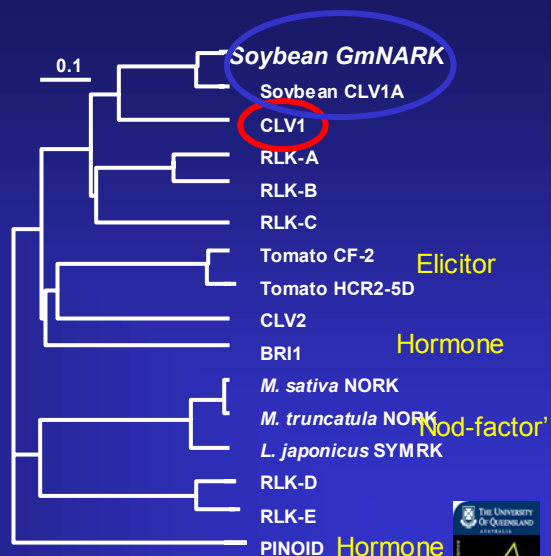 Soybean GmNARK
0.1
Soybean CLV1A
CLV1
RLK-A
RLK-B
RLK-C
Tomato CF-2
Elicitor
Tomato HCR2-5D
CLV2
BRI1
Hormone
M. sativa NORK
M. truncatula NORK
'Nod-factor'
L. japonicus SYMRK
RLK-D
RLK-E
THE UNIVERSITY
OF QUEENSLAND
AUSTRALIA
PINOID Hormone